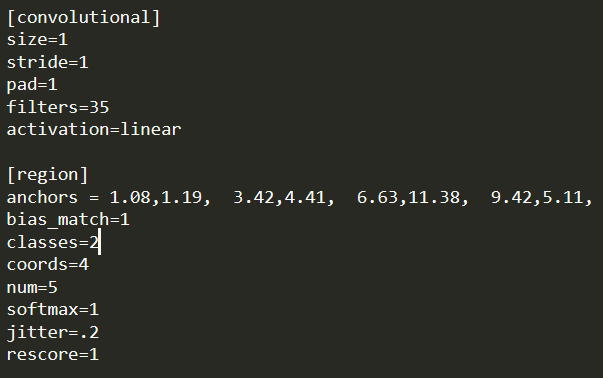 [convolutional]
size=1
stride=1
pad=1
filters=35
activation=linear
[region]
anchors = 1.08,1.19,  3.42,4.41,  6.63,11.38,  9.42,5.11,
bias_match=1
classes=2
coords=4
num=5
softmax=1
jitter=.2
rescore=1